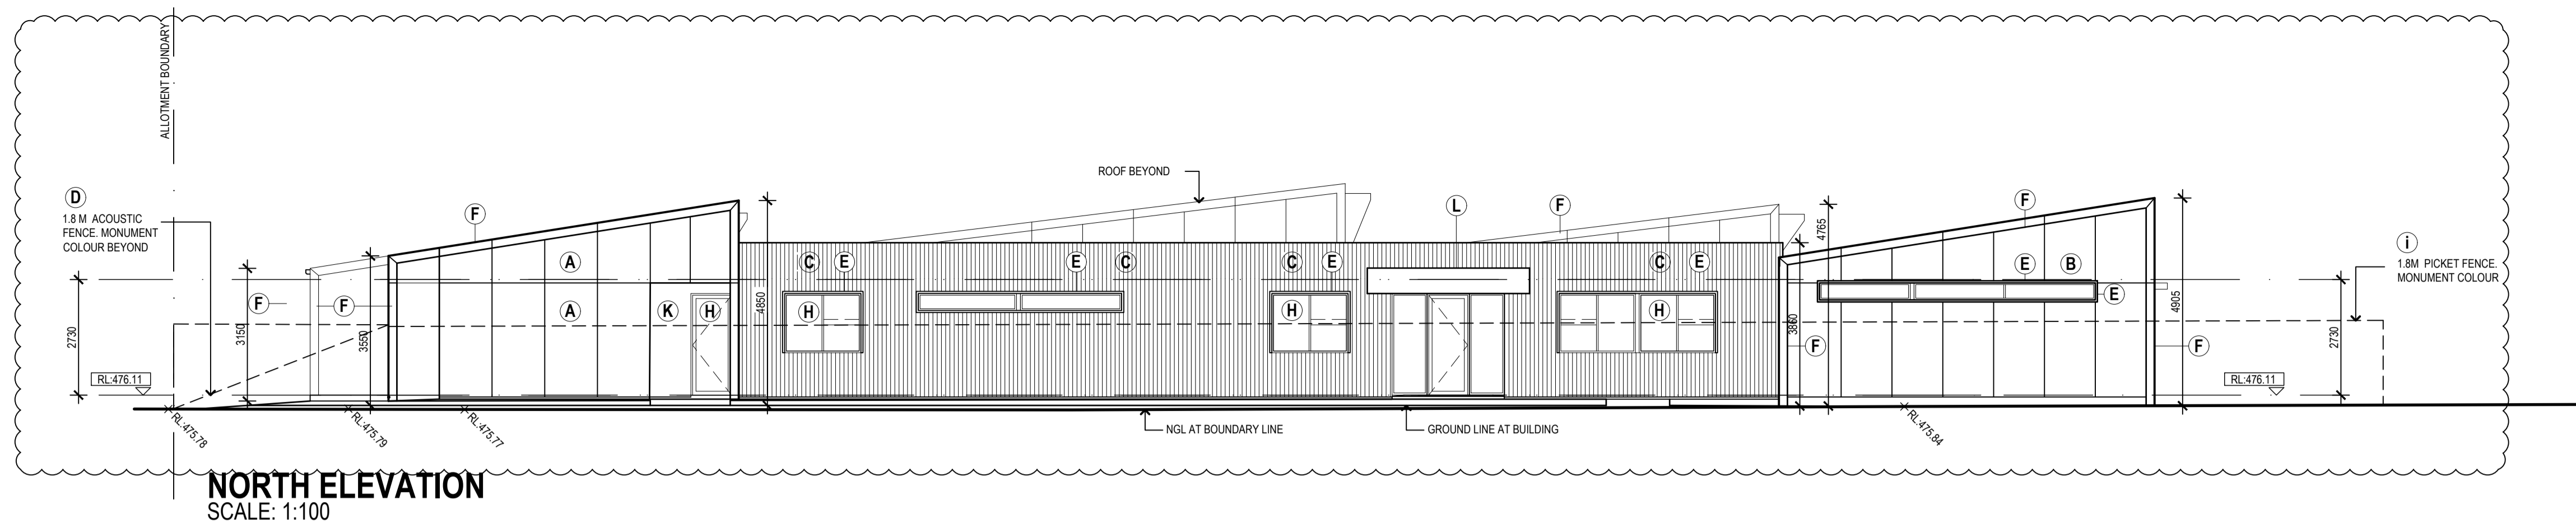 ALLOTMENT BOUNDARY
D
1.8 M ACOUSTIC
FENCE. MONUMENT
COLOUR BEYOND
2730
RL:476.11
3150
3550
F
F
F
A
A
K
H
4850
ROOF BEYOND
L
F
C
E
E
C
C
E
C
E
H
H
H
4765
3860
F
F
E
B
E
F
4905
2730
RL:476.11
i
1.8M PICKET FENCE.
MONUMENT COLOUR
RL:475.78
RL:475.79
RL:475.77
NGL AT BOUNDARY LINE
GROUND LINE AT BUILDING
RL:475.84
NORTH ELEVATION
SCALE: 1:100